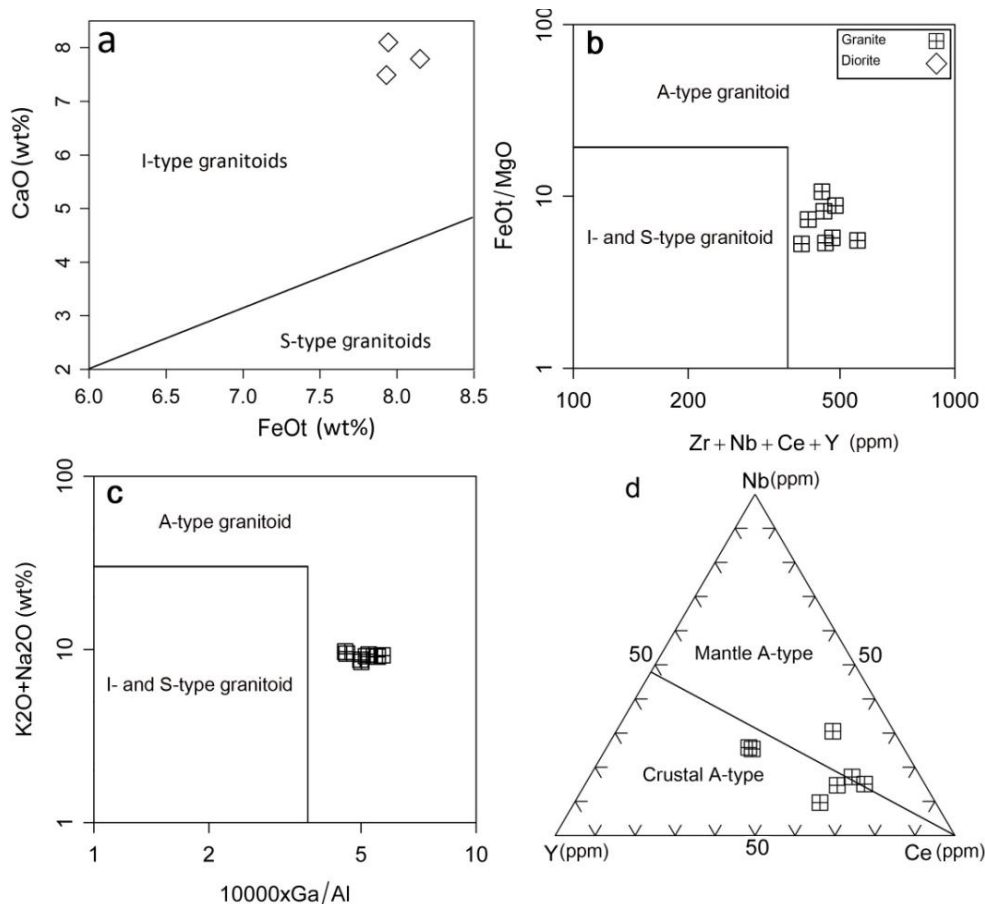 a
CaO (wt%)
8
7
6
5
4
3
2
I-type granitoids
S-type granitoids
6.0 6.5 7.0 7.5 8.0 8.5
FeOt (wt%)
b
FeOt/MgO
100
10
1
Granite
Diorite
A-type granitoid
I- and S-type granitoid
100 200 500 1000
Zr + Nb + Ce + Y (ppm)
c
K2O+Na2O (wt%)
100
10
1
A-type granitoid
I- and S-type granitoid
1 2 5 10
10000xGa/Al
d
Nb(ppm)
50 50
Mantle A-type
Crustal A-type
Y(ppm) 50 Ce(ppm)